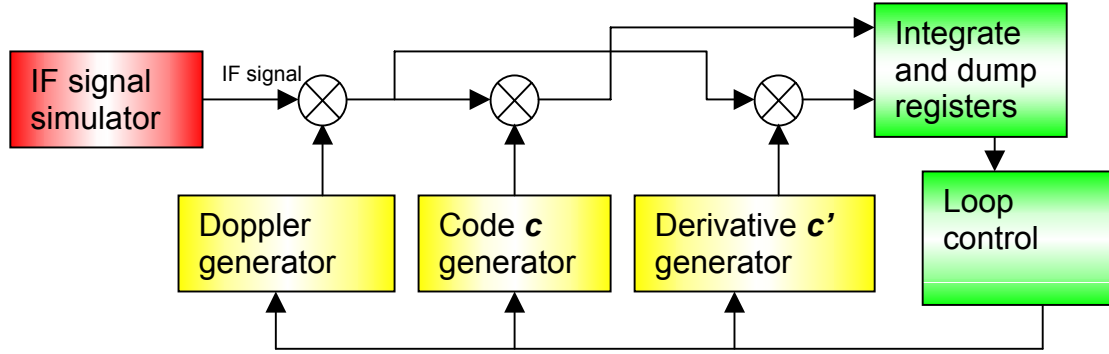 IF signal
simulator
IF signal
Integrate
and dump
registers
Doppler
generator
Code c
generator
Derivative c'
generator
Loop
control